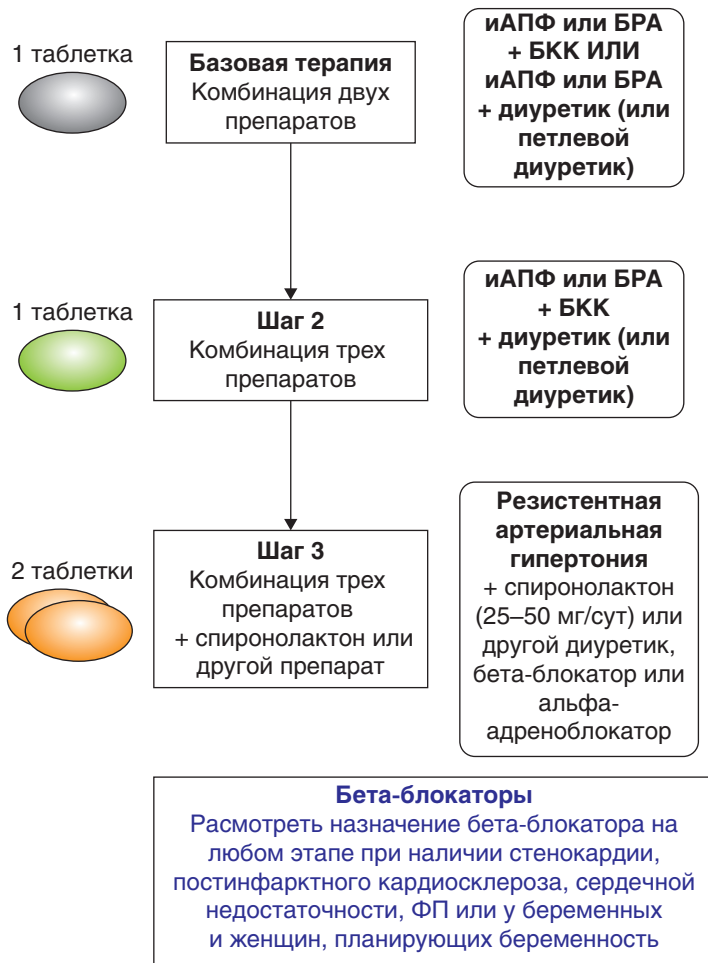 1 таблетка
Базовая терапия
Комбинация двух
препаратов
иАПФ или БРА
+ БКК ИЛИ
иАПФ или БРА
+ диуретик (или
петлевой
диуретик)
1 таблетка
Шаг 2
Комбинация трех
препаратов
иАПФ или БРА
+ БКК
+ диуретик (или
петлевой
диуретик)
2 таблетки
Шаг 3
Комбинация трех
препаратов
+ спиронолактон или
другой препарат
Резистентная
артериальная
гипертония
+ спиронолактон
(25–50 мг/сут) или
другой диуретик,
бета-блокатор или
альфа-
адреноблокатор
Бета-блокаторы
Расмотреть назначение бета-блокатора на
любом этапе при наличии стенокардии,
постинфарктного кардиосклероза, сердечной
недостаточности, ФП или у беременных
и женщин, планирующих беременность